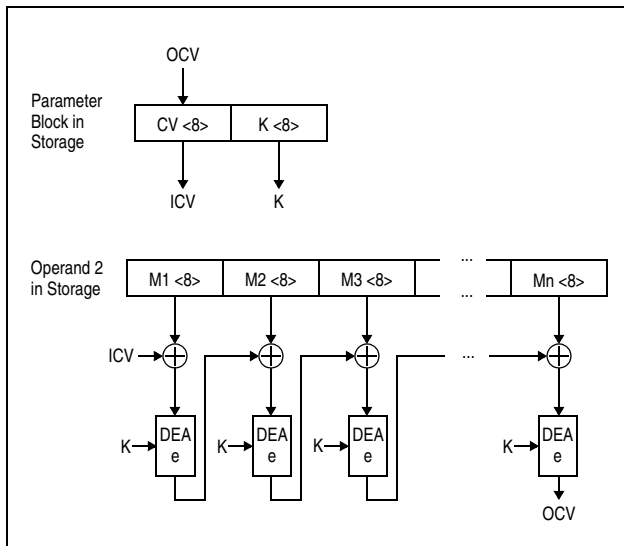 OCV
Parameter
Block in
Storage
CV <8>
K <8>
ICV
K
Operand 2
in Storage
M1 <8>
M2 <8>
M3 <8>
...
...
Mn <8>
ICV
...
K
DEA
e
K
DEA
e
K
DEA
e
K
DEA
e
OCV